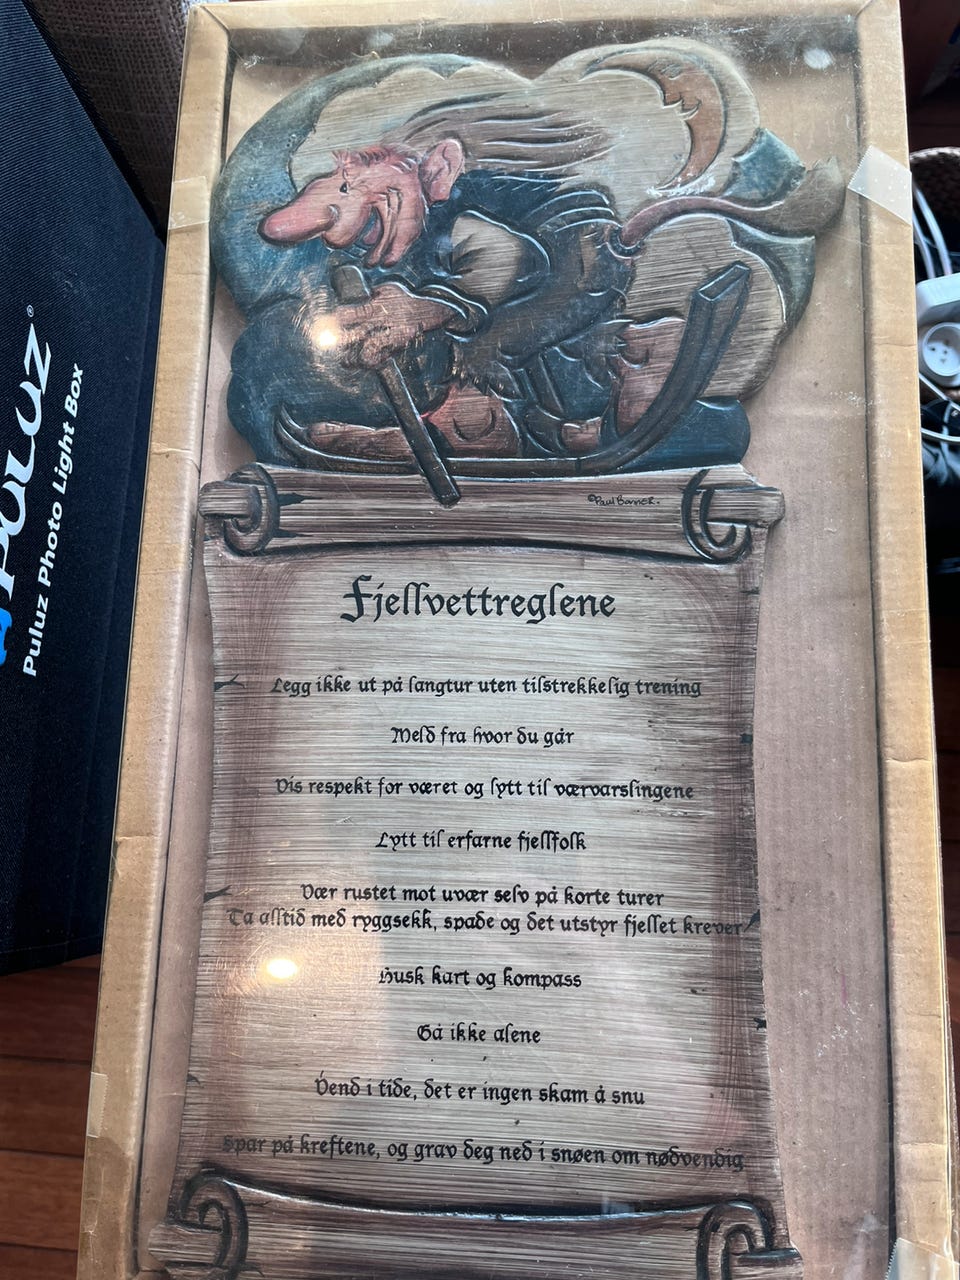 PULUZ®
Puluz Photo Light Box
©Paul Bonner.
Fjellvettreglene
Legg ikke ut på langtur uten tilstrekkelig trening
Meld fra hvor du går
Vis respekt for været og lytt til værvarslingene
Lytt til erfarne fjellfolk
Vær rustet mot uvær selv på korte turer
Ta alltid med ryggsekk, spade og det utstyr fjellet krever
Husk kart og kompass
Gå ikke alene
Vend i tide, det er ingen skam å snu
Spar på kreftene, og grav deg ned i snøen om nødvendig